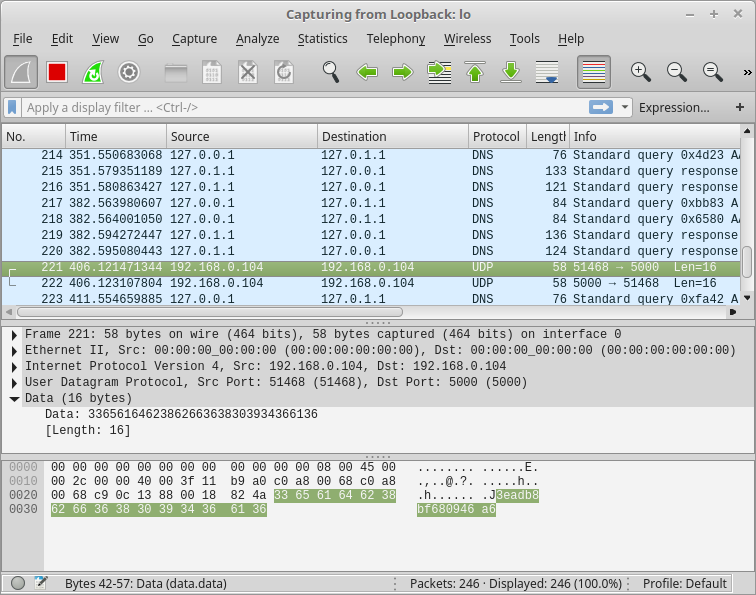 Capturing from Loopback: lo
File Edit View Go Capture Analyze Statistics Telephony Wireless Tools Help
Apply a display filter ... <Ctrl-/> Expression... +
No. Time Source Destination Protocol Length Info
214 351.550683068 127.0.0.1 127.0.1.1 DNS 76 Standard query 0x4d23 AA
215 351.579351189 127.0.1.1 127.0.0.1 DNS 133 Standard query response
216 351.580863427 127.0.1.1 127.0.0.1 DNS 121 Standard query response
217 382.563980607 127.0.0.1 127.0.1.1 DNS 84 Standard query 0xbb83 A
218 382.564001050 127.0.0.1 127.0.1.1 DNS 84 Standard query 0x6580 AA
219 382.594272447 127.0.1.1 127.0.0.1 DNS 136 Standard query response
220 382.595080443 127.0.1.1 127.0.0.1 DNS 124 Standard query response
221 406.121471344 192.168.0.104 192.168.0.104 UDP 58 51468 → 5000 Len=16
222 406.123107804 192.168.0.104 192.168.0.104 UDP 58 5000 → 51468 Len=16
223 411.554659885 127.0.0.1 127.0.1.1 DNS 76 Standard query 0xfa42 A
Frame 221: 58 bytes on wire (464 bits), 58 bytes captured (464 bits) on interface 0
Ethernet II, Src: 00:00:00_00:00:00 (00:00:00:00:00:00), Dst: 00:00:00_00:00:00 (00:00:00:00:00:00)
Internet Protocol Version 4, Src: 192.168.0.104, Dst: 192.168.0.104
User Datagram Protocol, Src Port: 51468 (51468), Dst Port: 5000 (5000)
Data (16 bytes)
Data: 33656164623862663638303934366136
[Length: 16]
0000 00 00 00 00 00 00 00 00 00 00 00 00 08 00 45 00 ........ ......E.
0010 00 2c 00 00 40 00 3f 11 b9 a0 c0 a8 00 68 c0 a8 .,..@.?. .....h..
0020 00 68 c9 0c 13 88 00 18 82 4a 33 65 61 64 62 38 .h...... .J3eadb8
0030 62 66 36 38 30 39 34 36 61 36 bf680946 a6
Bytes 42-57: Data (data.data) Packets: 246 · Displayed: 246 (100.0%) Profile: Default